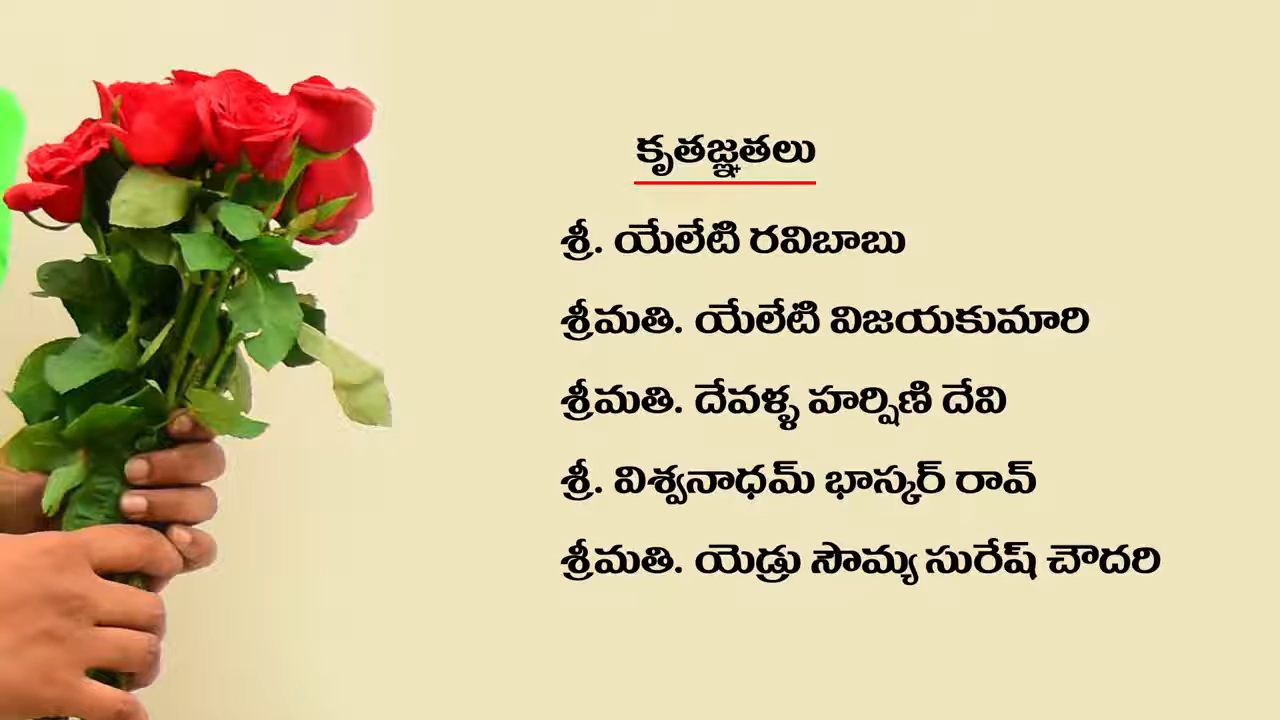 కృతజ్ఞతలు
శ్రీ. యేలేటి రవిబాబు
శ్రీమతి. యేలేటి విజయకుమారి
శ్రీమతి. దేవళ్ళ హర్షిణి దేవి
శ్రీ. విశ్వనాధమ్ భాస్కర్ రావ్
శ్రీమతి. యెడ్రు సౌమ్య సురేష్ చౌదరి